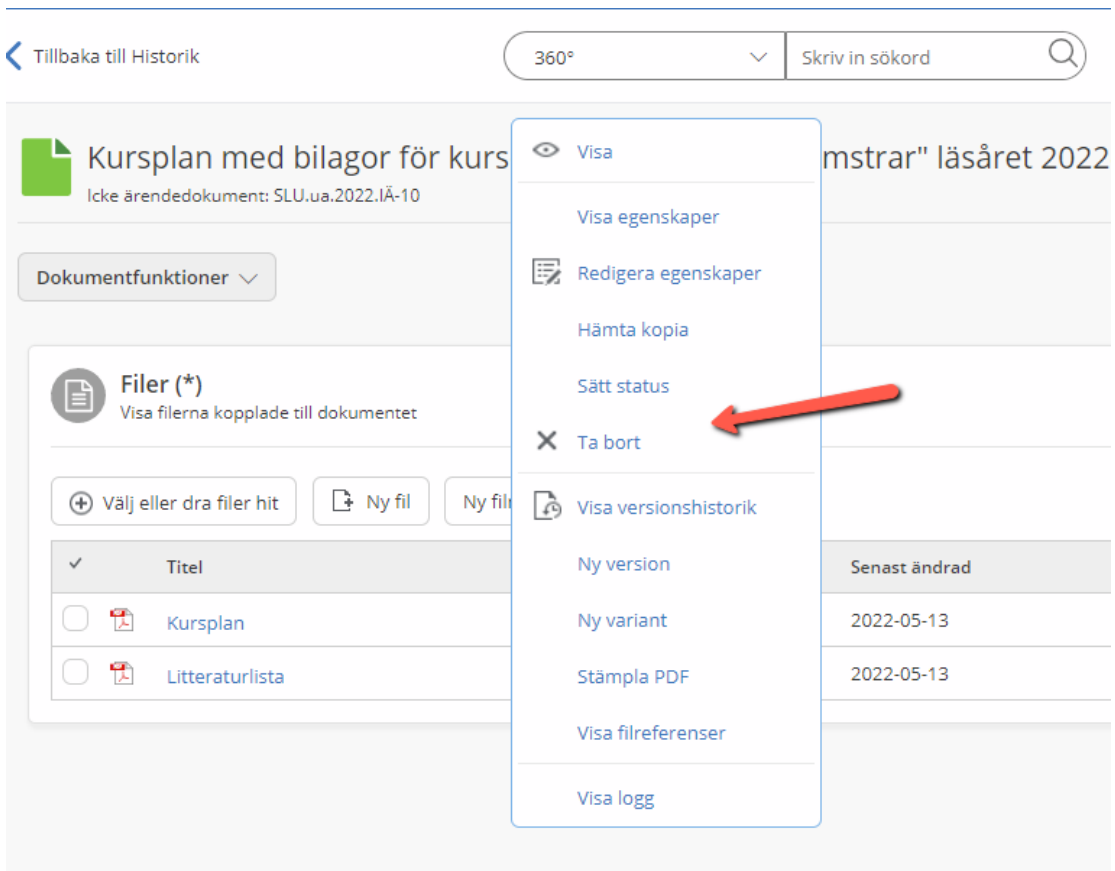 Tillbaka till Historik
360°
Skriv in sökord
Kursplan med bilagor för kurs mstrar" läsåret 2022
Icke ärendedokument: SLU.ua.2022.IÄ-10
Dokumentfunktioner
Filer (*)
Visa filerna kopplade till dokumentet
Välj eller dra filer hit
Ny fil
Ny filr
Titel
Senast ändrad
Kursplan
2022-05-13
Litteraturlista
2022-05-13
Visa
Visa egenskaper
Redigera egenskaper
Hämta kopia
Sätt status
Ta bort
Visa versionshistorik
Ny version
Ny variant
Stämpla PDF
Visa filreferenser
Visa logg